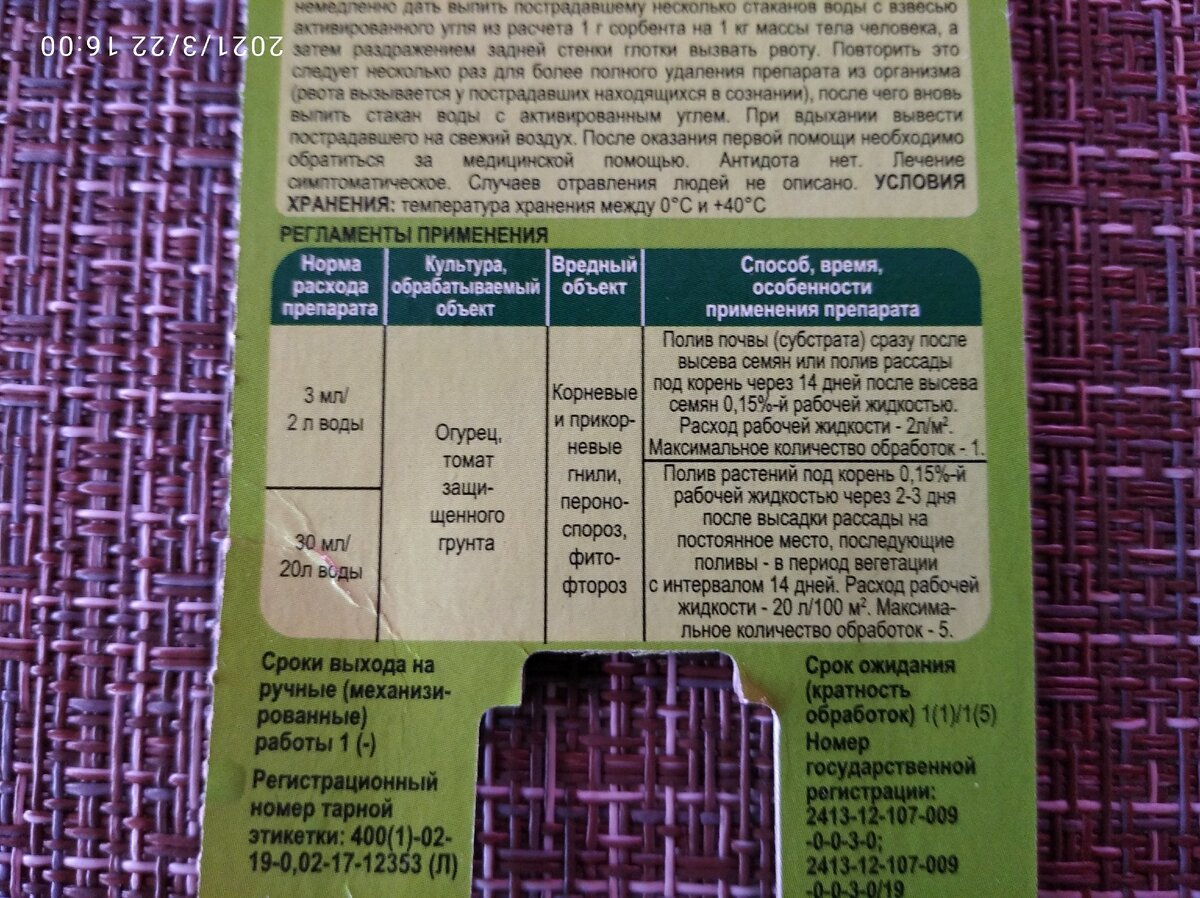 2021/3/22 16:00
немедленно дать выпить пострадавшему несколько стаканов воды с взвесью
активированного угля из расчета 1 г сорбента на 1 кг массы тела человека, а
затем раздражением задней стенки глотки вызвать рвоту. Повторить это
следует несколько раз для более полного удаления препарата из организма
(рвота вызывается у пострадавших находящихся в сознании), после чего вновь
выпить стакан воды с активированным углем. При вдыхании вывести
пострадавшего на свежий воздух. После оказания первой помощи необходимо
обратиться за медицинской помощью. Антидота нет. Лечение
симптоматическое. Случаев отравления людей не описано. УСЛОВИЯ
ХРАНЕНИЯ: температура хранения между 0°С и +40°С
РЕГЛАМЕНТЫ ПРИМЕНЕНИЯ
Норма
расхода
препарата
Культура,
обрабатываемый
объект
Вредный
объект
Способ, время,
особенности
применения препарата
3 мл/
2 л воды
30 мл/
20л воды
Огурец,
томат
защи-
щенного
грунта
Корневые
и прикор-
невые
гнили,
пероно-
спороз,
фито-
фтороз
Полив почвы (субстрата) сразу после
высева семян или полив рассады
под корень через 14 дней после высева
семян 0,15%-й рабочей жидкостью.
Расход рабочей жидкости - 2л/м².
Максимальное количество обработок - 1.
Полив растений под корень 0,15%-й
рабочей жидкостью через 2-3 дня
после высадки рассады на
постоянное место, последующие
поливы - в период вегетации
с интервалом 14 дней. Расход рабочей
жидкости - 20 л/100 м². Максима-
льное количество обработок - 5.
Сроки выхода на
ручные (механизи-
рованные)
работы 1 (-)
Регистрационный
номер тарной
этикетки: 400(1)-02-
19-0,02-17-12353 (Л)
Срок ожидания
(кратность
обработок) 1(1)/1(5)
Номер
государственной
регистрации:
2413-12-107-009
-0-0-3-0;
2413-12-107-009
-0-0-3-0/19